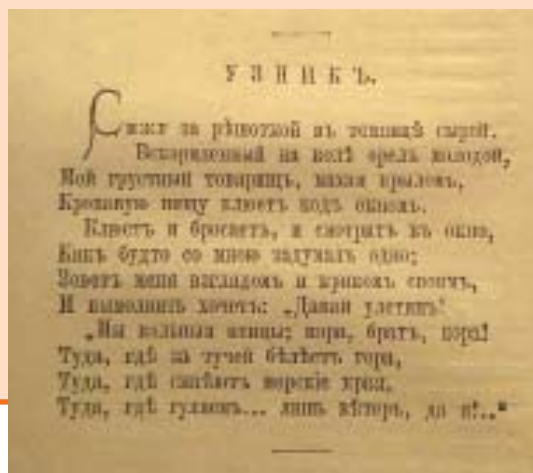 УЗНИКЪ.
Сижу за рѣшоткой въ темницѣ сырой.
Вскормленный на волѣ орелъ молодой,
Мой грустный товарищъ, махая крыломъ,
Кровавую пищу клюетъ подъ окномъ.
Клюетъ и бросаетъ, и смотритъ въ окно,
Какъ будто со мною задумалъ одно;
Зоветъ меня взглядомъ и крикомъ своимъ,
И вымолвить хочетъ: „Давай улетимъ!
„Мы вольныя птицы; пора, братъ, пора!
Туда, гдѣ за тучей бѣлѣетъ гора,
Туда, гдѣ синѣютъ морскіе края,
Туда, гдѣ гуляемъ... лишь вѣтеръ, да я!..“